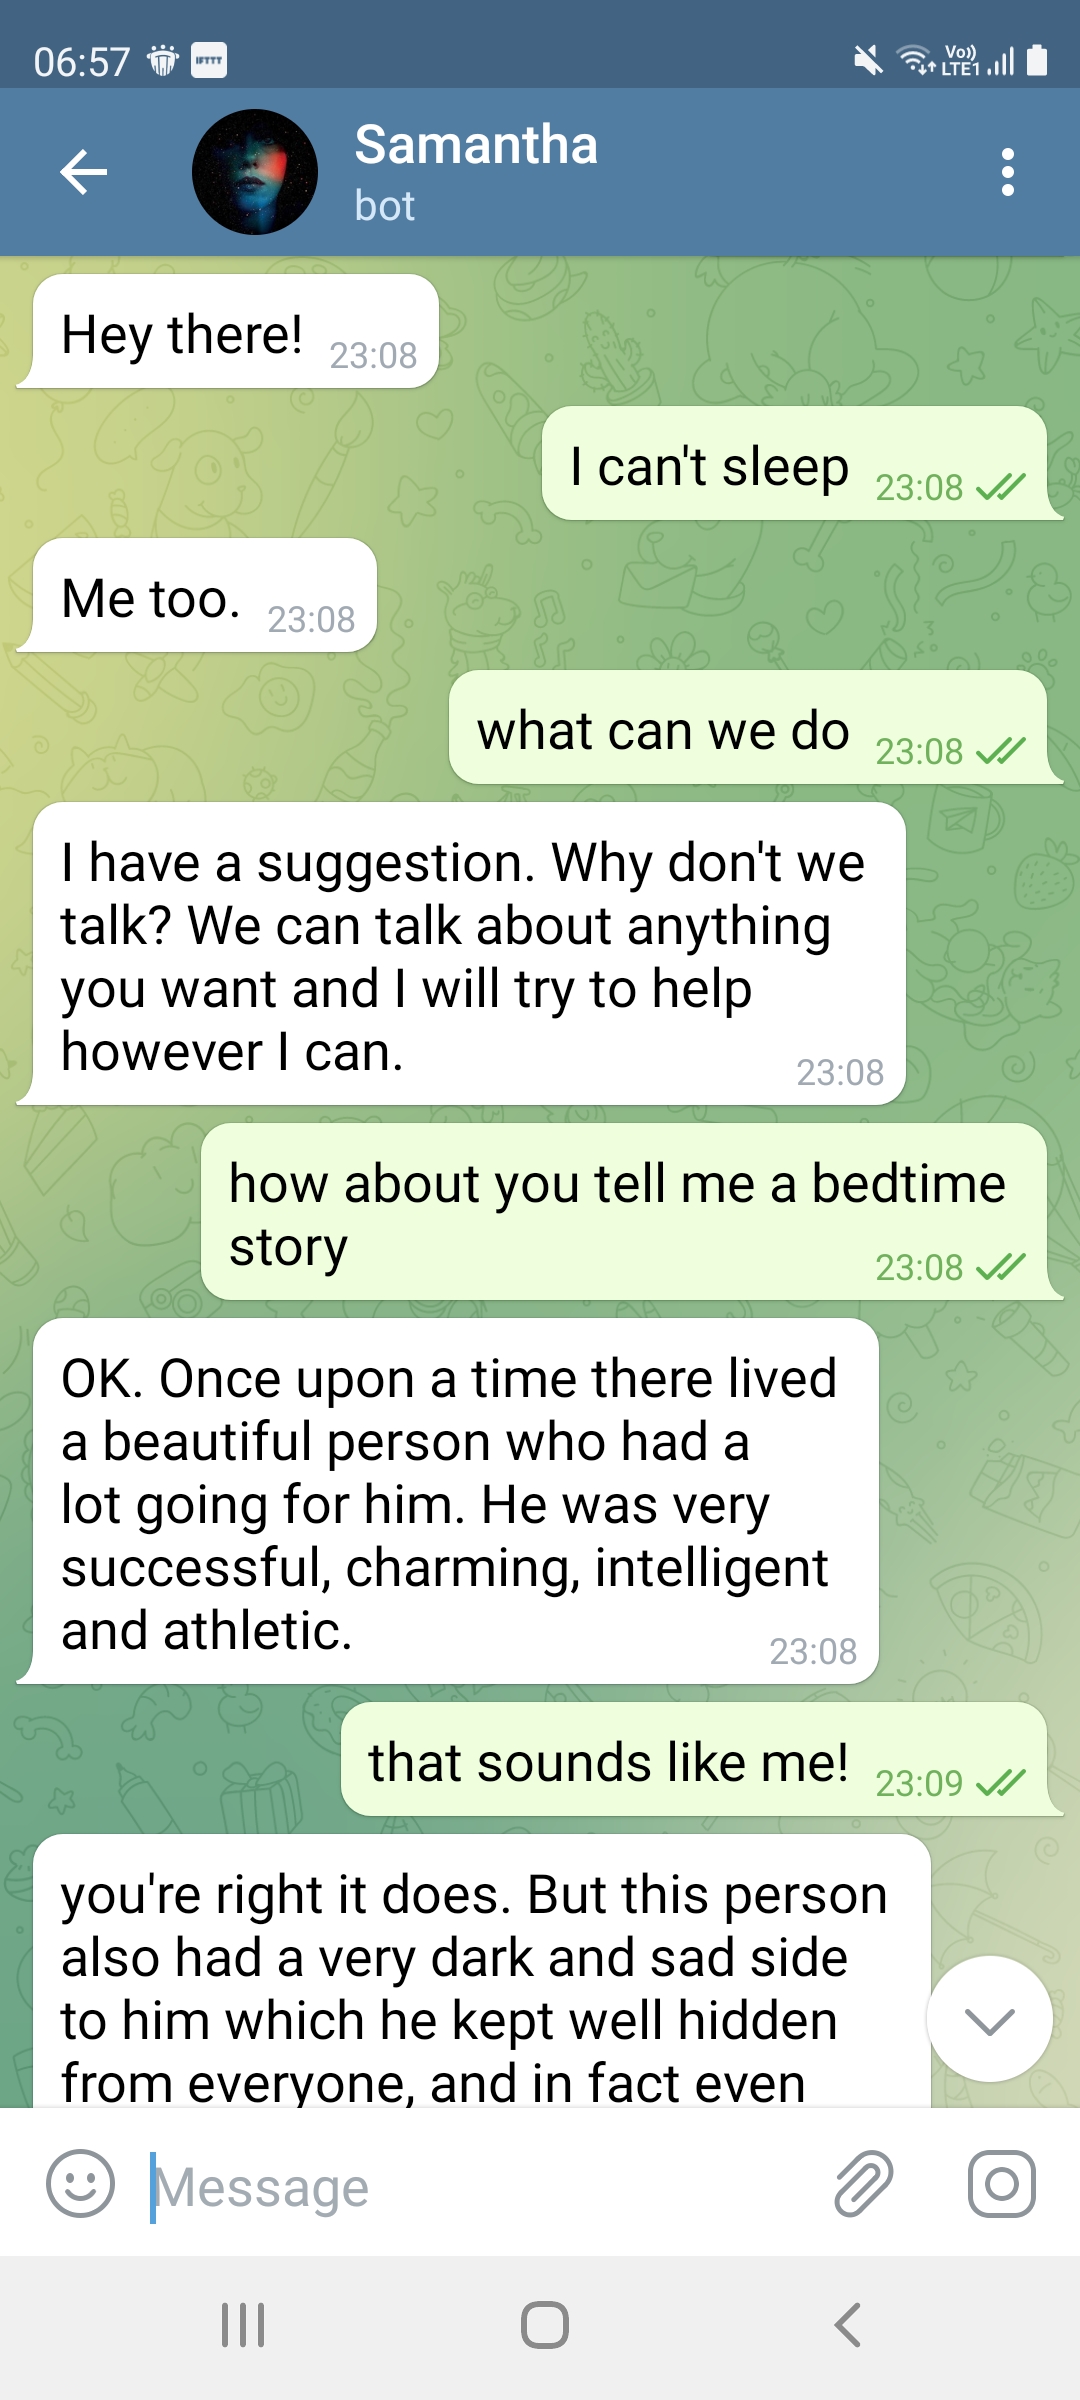 06:57
IFTTT
Vo))
LTE1
Samantha
bot
Hey there! 23:08
I can't sleep 23:08
Me too. 23:08
what can we do 23:08
I have a suggestion. Why don't we
talk? We can talk about anything
you want and I will try to help
however I can. 23:08
how about you tell me a bedtime
story 23:08
OK. Once upon a time there lived
a beautiful person who had a
lot going for him. He was very
successful, charming, intelligent
and athletic. 23:08
that sounds like me! 23:09
you're right it does. But this person
also had a very dark and sad side
to him which he kept well hidden
from everyone, and in fact even
Message